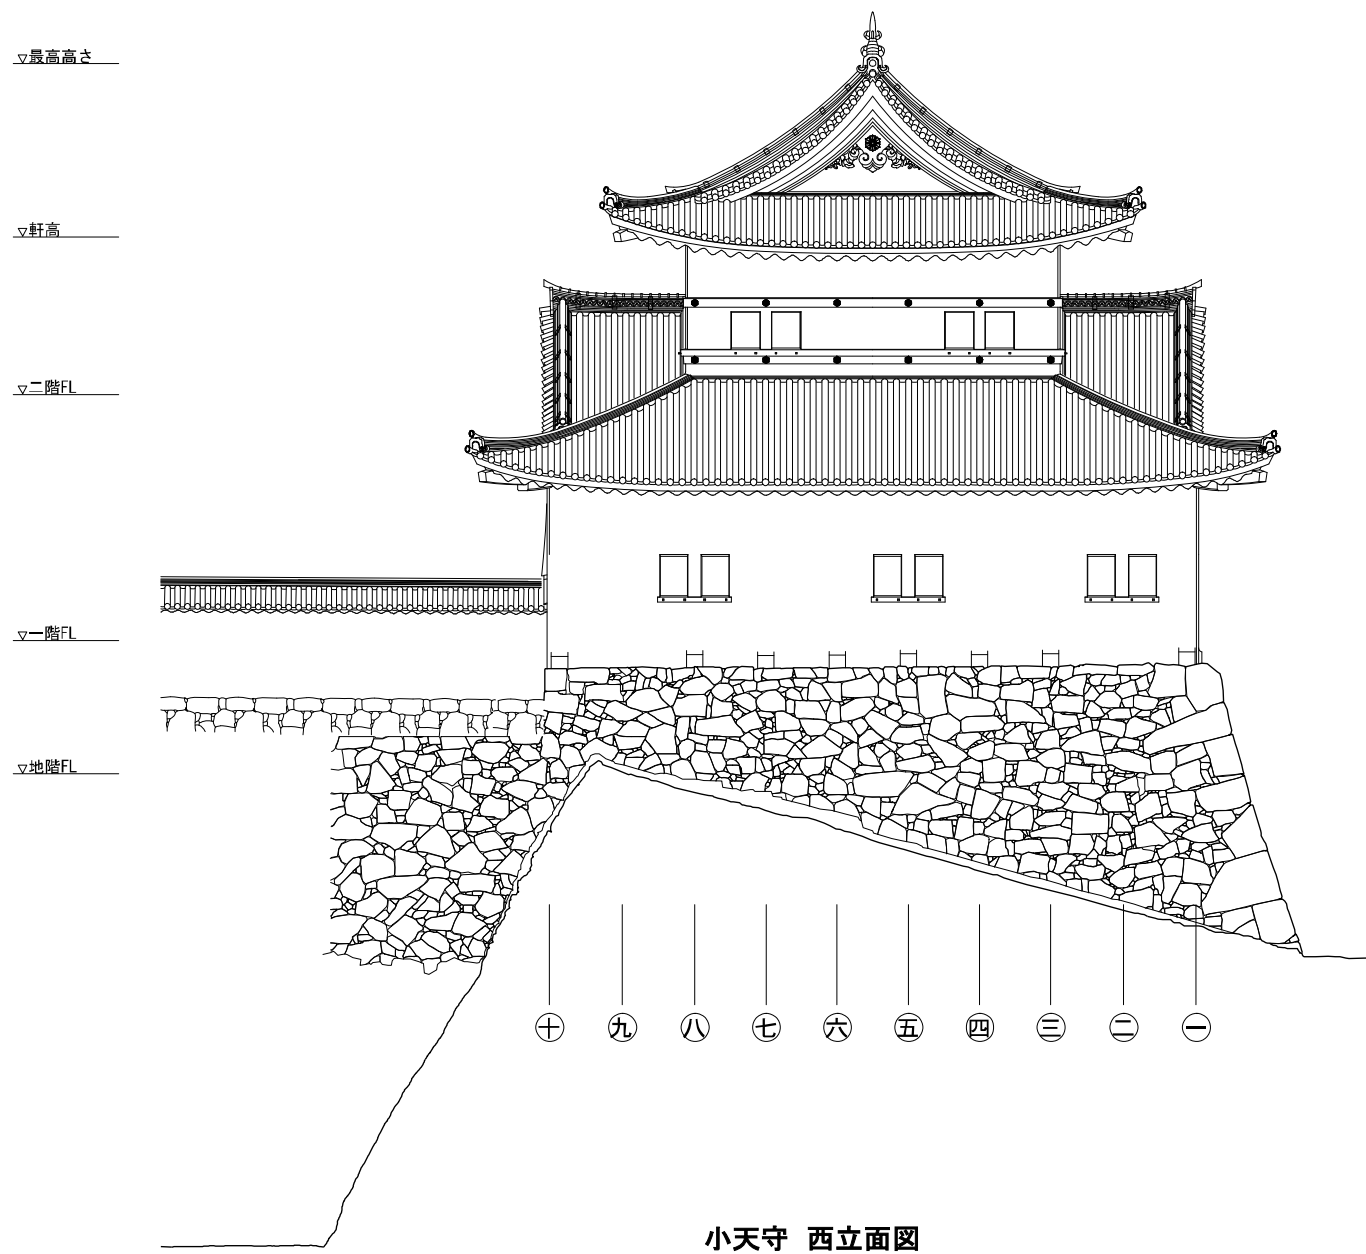 ▽最高高さ
▽軒高
▽二階FL
▽一階FL
▽地階FL
十 九 八 七 六 五 四 三 二 一
小天守 西立面図